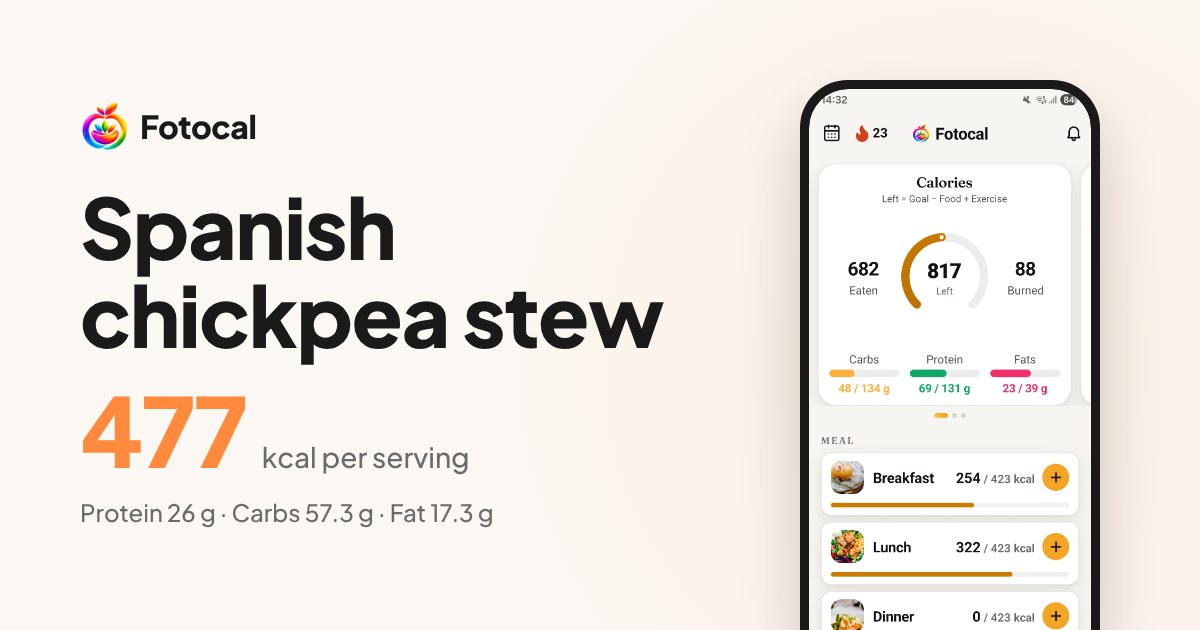 Fotocal
Spanish
chickpea stew
477 kcal per serving
Protein 26 g · Carbs 57.3 g · Fat 17.3 g
14:32
84
23
Fotocal
Calories
Left = Goal − Food + Exercise
682
Eaten
817
Left
88
Burned
Carbs
48 / 134 g
Protein
69 / 131 g
Fats
23 / 39 g
MEAL
Breakfast 254 / 423 kcal +
Lunch 322 / 423 kcal +
Dinner 0 / 423 kcal +